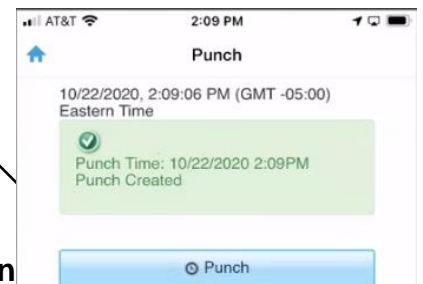 AT&T 2:09 PM
Punch
10/22/2020, 2:09:06 PM (GMT -05:00)
Eastern Time
Punch Time: 10/22/2020 2:09PM
Punch Created
n
Punch